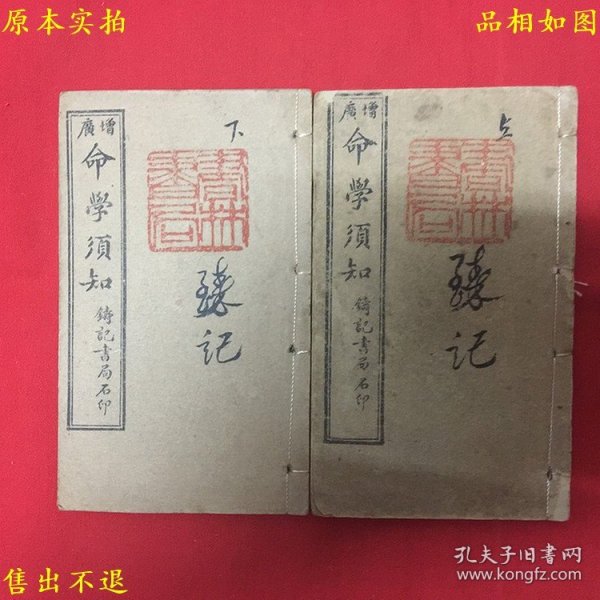 原本实拍
品相如图
增廣
命學須知
鑄記書局石印
上
臻記
增廣
命學須知
鑄記書局石印
下
臻記
售出不退
孔夫子旧书网
www.kongfz.com